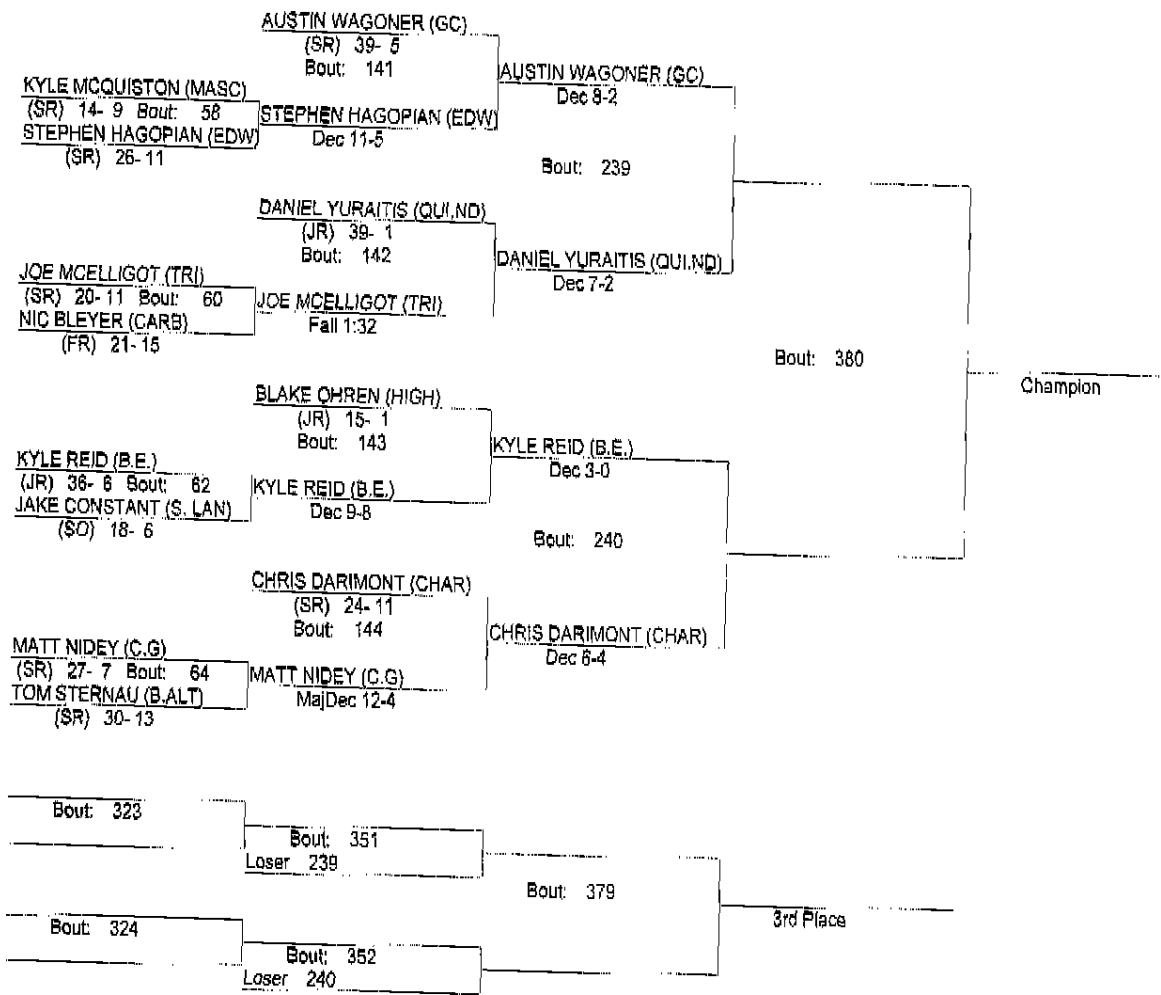 AUSTIN WAGONER (GC)
(SR) 39- 5
Bout: 141
AUSTIN WAGONER (GC)
Dec 8-2
KYLE MCQUISTON (MASC)
(SR) 14- 9 Bout: 58
STEPHEN HAGOPIAN (EDW)
STEPHEN HAGOPIAN (EDW)
Dec 11-5
(SR) 26- 11
Bout: 239
DANIEL YURAITIS (QUI,ND)
(JR) 39- 1
Bout: 142
DANIEL YURAITIS (QUI,ND)
Dec 7-2
JOE MCELLIGOT (TRI)
(SR) 20- 11 Bout: 60
JOE MCELLIGOT (TRI)
Fall 1:32
NIC BLEYER (CARB)
(FR) 21- 15
Bout: 380
Champion
BLAKE OHREN (HIGH)
(JR) 15- 1
Bout: 143
KYLE REID (B.E.)
Dec 3-0
KYLE REID (B.E.)
(JR) 36- 6 Bout: 62
KYLE REID (B.E.)
Dec 9-8
JAKE CONSTANT (S. LAN)
(SO) 18- 6
Bout: 240
CHRIS DARIMONT (CHAR)
(SR) 24- 11
Bout: 144
CHRIS DARIMONT (CHAR)
Dec 6-4
MATT NIDEY (C.G)
(SR) 27- 7 Bout: 64
MATT NIDEY (C.G)
MajDec 12-4
TOM STERNAU (B.ALT)
(SR) 30- 13
Bout: 323
Bout: 351
Loser 239
Bout: 379
3rd Place
Bout: 324
Bout: 352
Loser 240